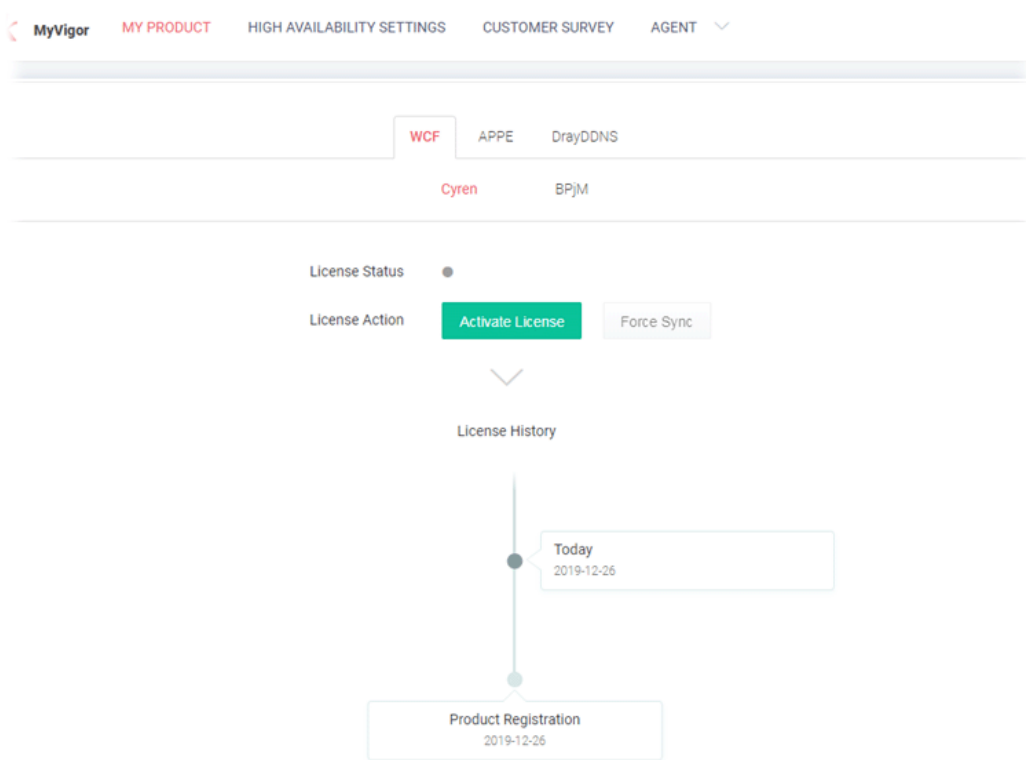 MyVigor MY PRODUCT HIGH AVAILABILITY SETTINGS CUSTOMER SURVEY AGENT
WCF APPE DrayDDNS
Cyren BPjM
License Status
License Action Activate License Force Sync
License History
Today
2019-12-26
Product Registration
2019-12-26